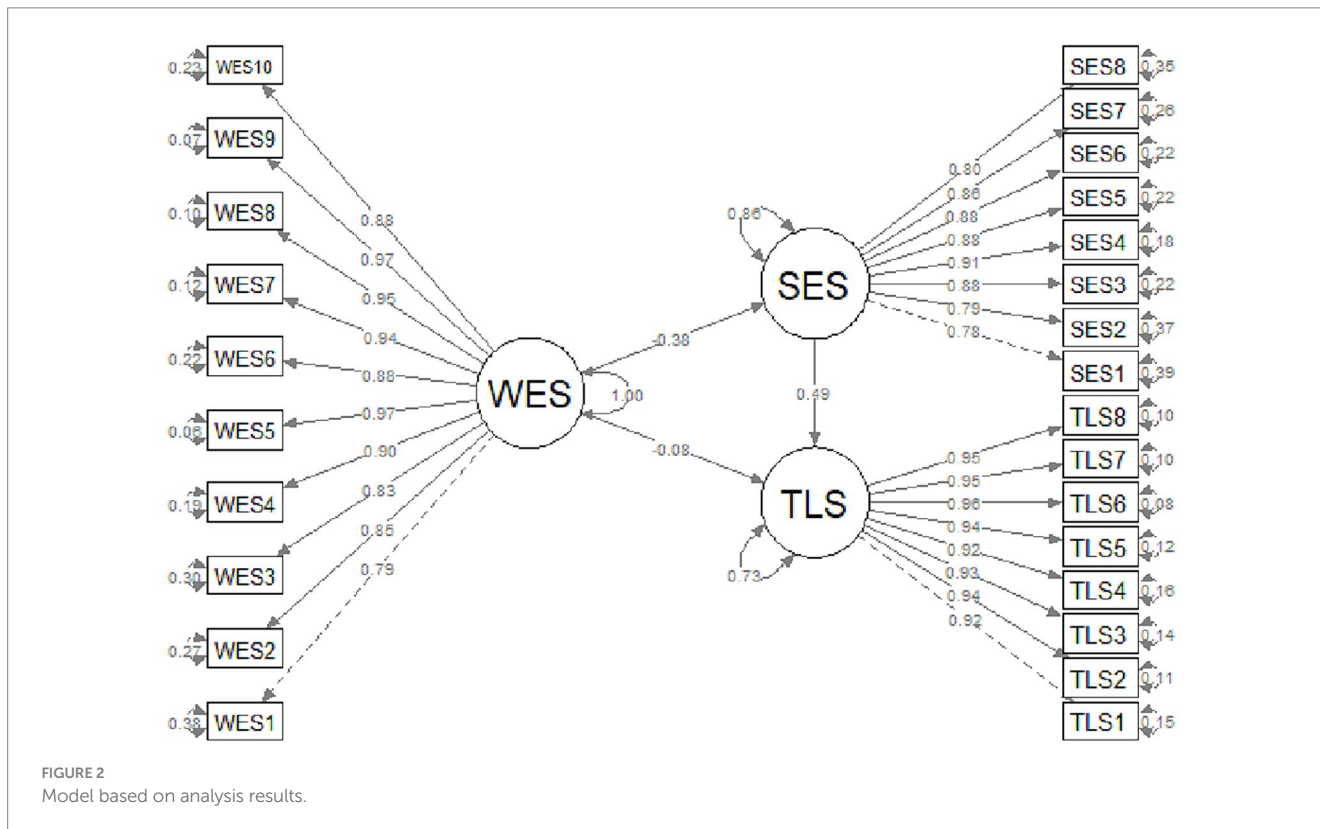 0.23 WES10
0.07 WES9
0.10 WES8
0.12 WES7
0.22 WES6
0.06 WES5
0.19 WES4
0.30 WES3
0.27 WES2
0.38 WES1
0.88
0.97
0.95
0.94
0.88
0.97
0.90
0.83
0.85
0.79
WES
1.00
-0.38
-0.08
0.86
SES
0.49
TLS
0.73
0.80
0.86
0.88
0.88
0.91
0.88
0.79
0.78
0.95
0.95
0.96
0.94
0.92
0.93
0.94
0.92
SES8 0.35
SES7 0.26
SES6 0.22
SES5 0.22
SES4 0.18
SES3 0.22
SES2 0.37
SES1 0.39
TLS8 0.10
TLS7 0.10
TLS6 0.08
TLS5 0.12
TLS4 0.16
TLS3 0.14
TLS2 0.11
TLS1 0.15
FIGURE 2
Model based on analysis results.